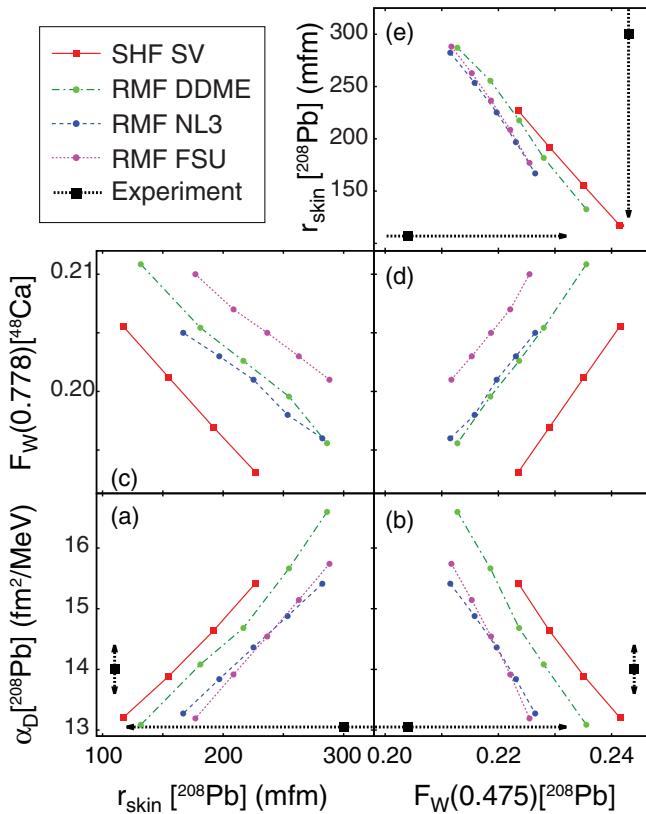 SHF SV
RMF DDME
RMF NL3
RMF FSU
Experiment
(e)
300
250
200
150
r_skin [²⁰⁸Pb] (mfm)
0.21
0.20
F_W(0.778)[⁴⁸Ca]
(c)
(d)
(a)
(b)
16
15
14
13
α_D[²⁰⁸Pb] (fm²/MeV)
100 200 300 0.20 0.22 0.24
r_skin [²⁰⁸Pb] (mfm) F_W(0.475)[²⁰⁸Pb]